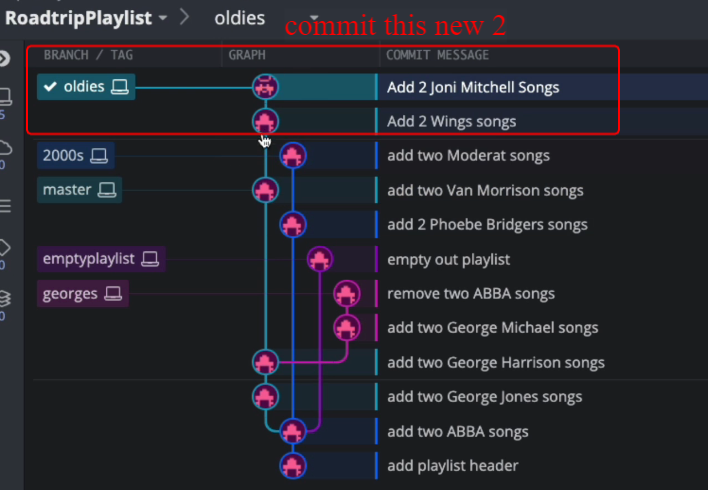 RoadtripPlaylist oldies
commit this new 2
BRANCH / TAG GRAPH COMMIT MESSAGE
oldies Add 2 Joni Mitchell Songs
Add 2 Wings songs
2000s add two Moderat songs
master add two Van Morrison songs
add 2 Phoebe Bridgers songs
emptyplaylist empty out playlist
georges remove two ABBA songs
add two George Michael songs
add two George Harrison songs
add two George Jones songs
add two ABBA songs
add playlist header